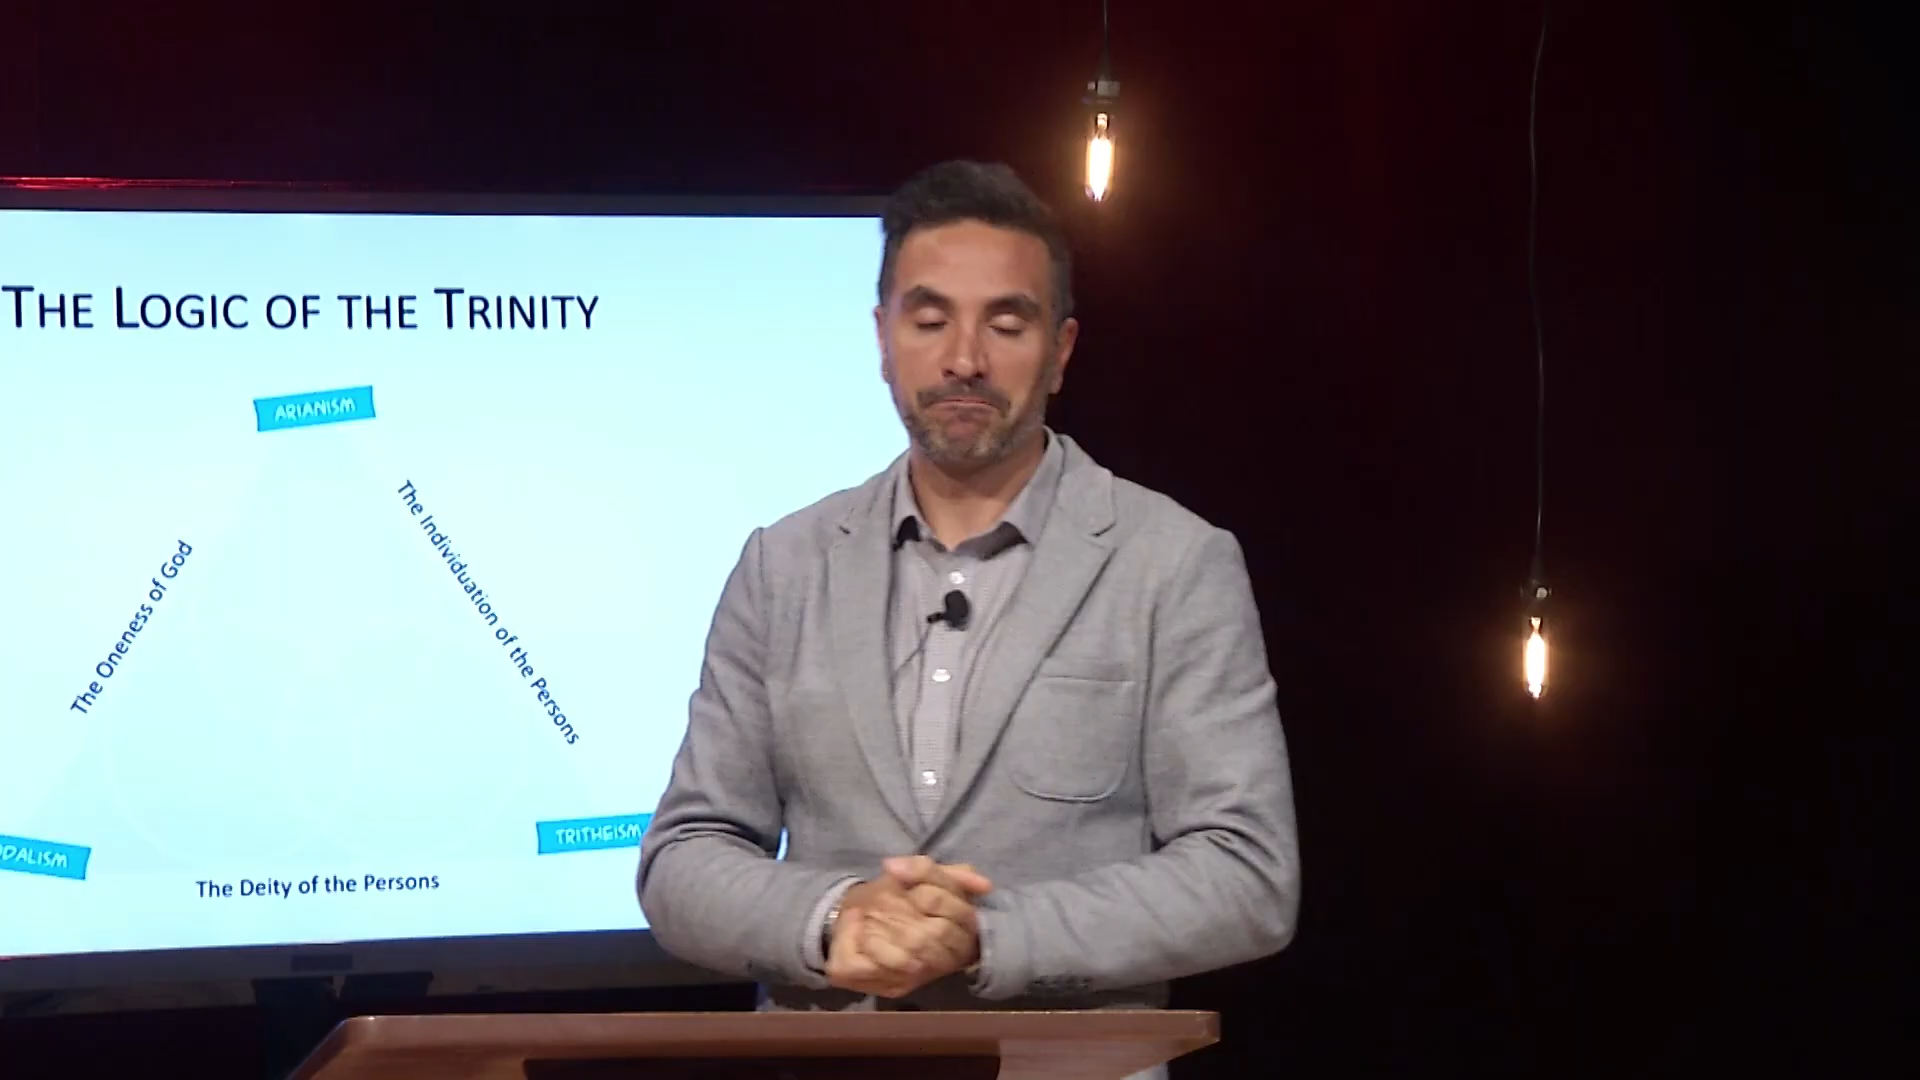 THE LOGIC OF THE TRINITY
ARIANISM
The Oneness of God
The Individuation of the Persons
DALISM
TRITHEISM
The Deity of the Persons